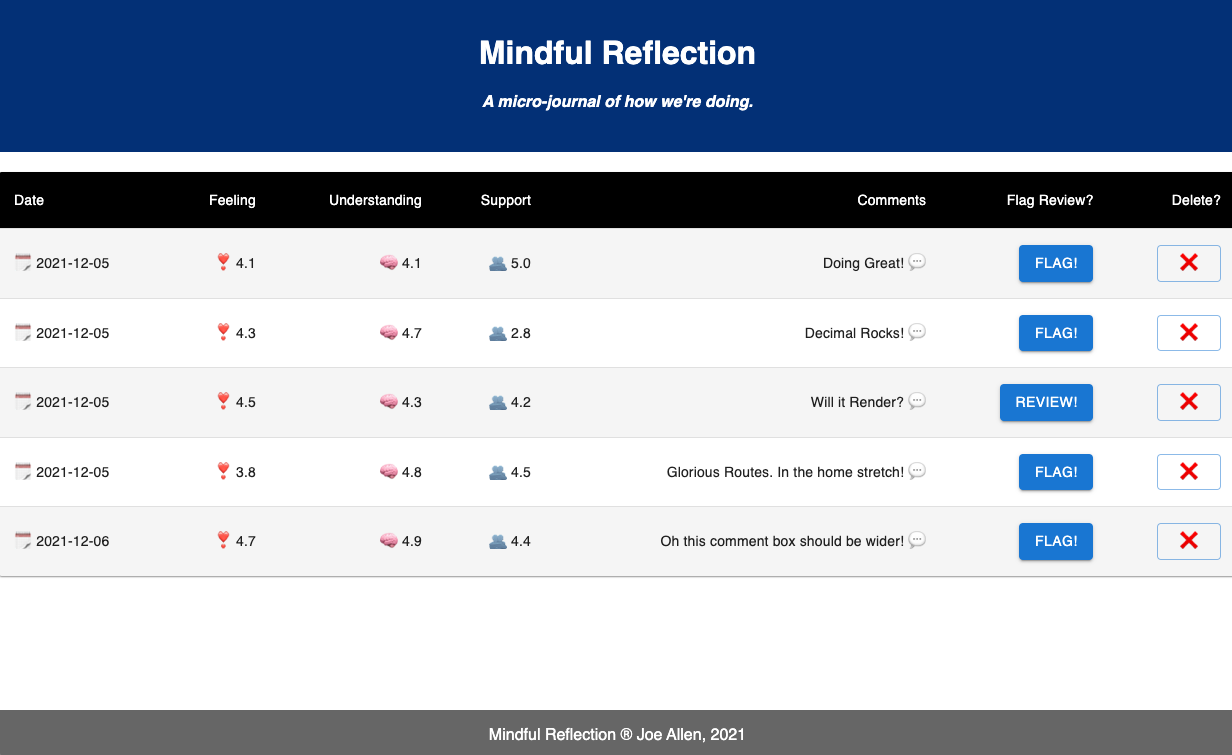 Mindful Reflection
A micro-journal of how we're doing.
Date Feeling Understanding Support Comments Flag Review? Delete?
2021-12-05 4.1 4.1 5.0 Doing Great! FLAG!
2021-12-05 4.3 4.7 2.8 Decimal Rocks! FLAG!
2021-12-05 4.5 4.3 4.2 Will it Render? REVIEW!
2021-12-05 3.8 4.8 4.5 Glorious Routes. In the home stretch! FLAG!
2021-12-06 4.7 4.9 4.4 Oh this comment box should be wider! FLAG!
Mindful Reflection ® Joe Allen, 2021